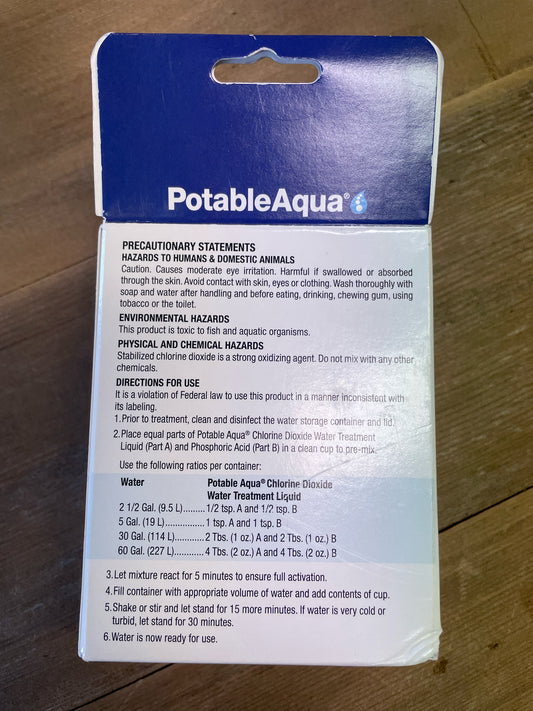 PotableAqua®
PRECAUTIONARY STATEMENTS
HAZARDS TO HUMANS & DOMESTIC ANIMALS
Caution. Causes moderate eye irritation. Harmful if swallowed or absorbed
through the skin. Avoid contact with skin, eyes or clothing. Wash thoroughly with
soap and water after handling and before eating, drinking, chewing gum, using
tobacco or the toilet.
ENVIRONMENTAL HAZARDS
This product is toxic to fish and aquatic organisms.
PHYSICAL AND CHEMICAL HAZARDS
Stabilized chlorine dioxide is a strong oxidizing agent. Do not mix with any other
chemicals.
DIRECTIONS FOR USE
It is a violation of Federal law to use this product in a manner inconsistent with
its labeling.
1.Prior to treatment, clean and disinfect the water storage container and lid.
2.Place equal parts of Potable Aqua® Chlorine Dioxide Water Treatment
Liquid (Part A) and Phosphoric Acid (Part B) in a clean cup to pre-mix.
Use the following ratios per container:
Water Potable Aqua® Chlorine Dioxide
Water Treatment Liquid
2 1/2 Gal. (9.5 L).........1/2 tsp. A and 1/2 tsp. B
5 Gal. (19 L)................1 tsp. A and 1 tsp. B
30 Gal. (114 L)............2 Tbs. (1 oz.) A and 2 Tbs. (1 oz.) B
60 Gal. (227 L)............4 Tbs. (2 oz.) A and 4 Tbs. (2 oz.) B
3.Let mixture react for 5 minutes to ensure full activation.
4.Fill container with appropriate volume of water and add contents of cup.
5.Shake or stir and let stand for 15 more minutes. If water is very cold or
turbid, let stand for 30 minutes.
6.Water is now ready for use.